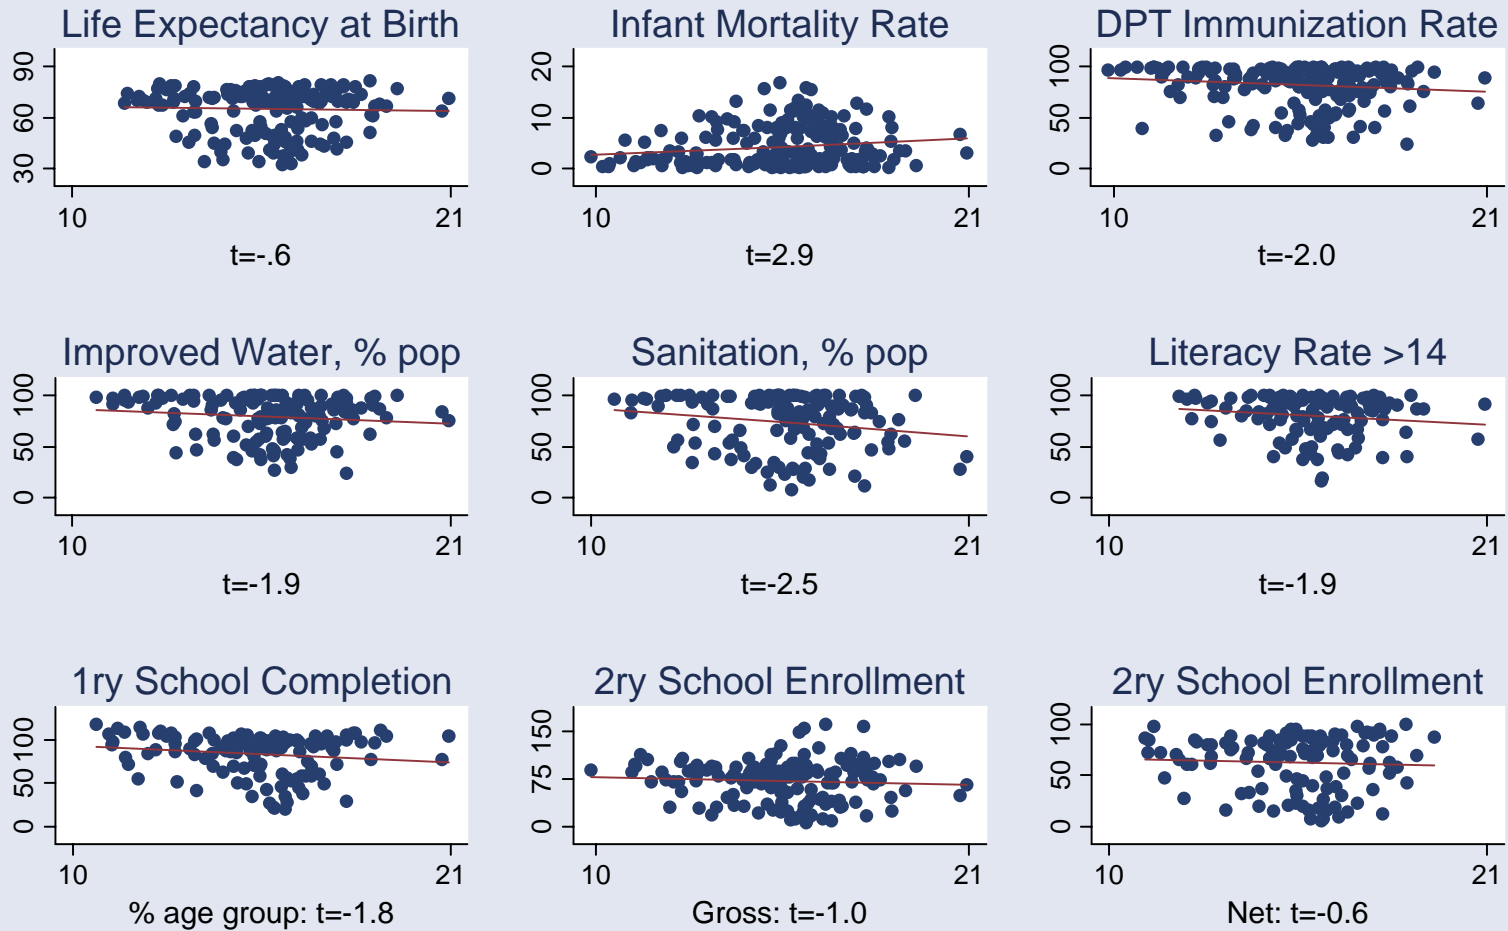 Life Expectancy at Birth
90
60
30
10 21
t=-.6
Infant Mortality Rate
20
10
0
10 21
t=2.9
DPT Immunization Rate
100
50
0
10 21
t=-2.0
Improved Water, % pop
100
50
0
10 21
t=-1.9
Sanitation, % pop
100
50
0
10 21
t=-2.5
Literacy Rate >14
100
50
0
10 21
t=-1.9
1ry School Completion
100
50
0
10 21
% age group: t=-1.8
2ry School Enrollment
150
75
0
10 21
Gross: t=-1.0
2ry School Enrollment
100
50
0
10 21
Net: t=-0.6